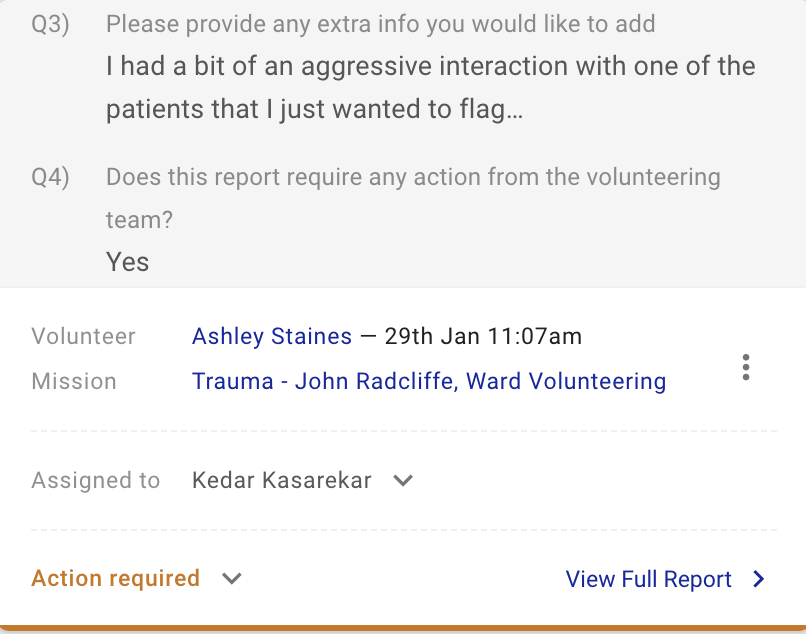 Q3) Please provide any extra info you would like to add
I had a bit of an aggressive interaction with one of the
patients that I just wanted to flag...
Q4) Does this report require any action from the volunteering
team?
Yes
Volunteer Ashley Staines — 29th Jan 11:07am
Mission Trauma - John Radcliffe, Ward Volunteering
Assigned to Kedar Kasarekar
Action required View Full Report